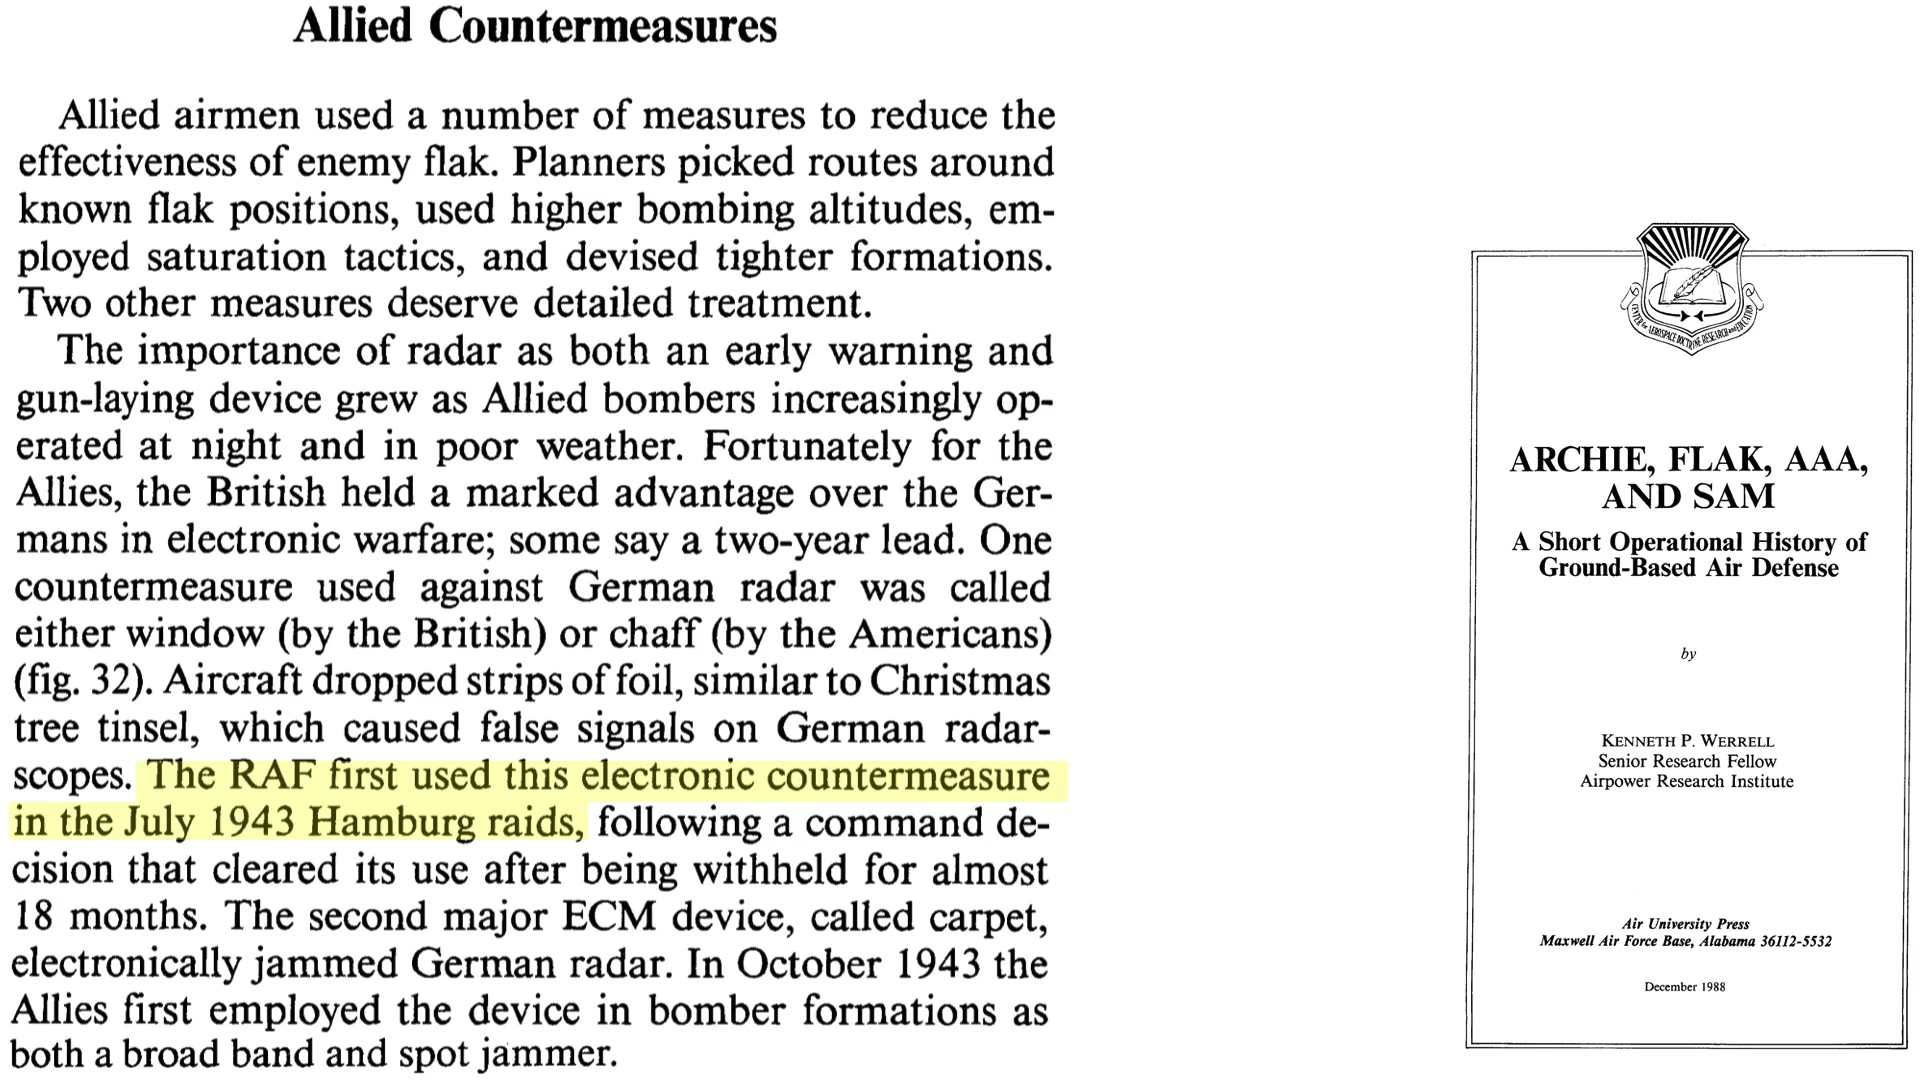 Allied Countermeasures
Allied airmen used a number of measures to reduce the
effectiveness of enemy flak. Planners picked routes around
known flak positions, used higher bombing altitudes, em-
ployed saturation tactics, and devised tighter formations.
Two other measures deserve detailed treatment.
The importance of radar as both an early warning and
gun-laying device grew as Allied bombers increasingly op-
erated at night and in poor weather. Fortunately for the
Allies, the British held a marked advantage over the Ger-
mans in electronic warfare; some say a two-year lead. One
countermeasure used against German radar was called
either window (by the British) or chaff (by the Americans)
(fig. 32). Aircraft dropped strips of foil, similar to Christmas
tree tinsel, which caused false signals on German radar-
scopes. The RAF first used this electronic countermeasure
in the July 1943 Hamburg raids, following a command de-
cision that cleared its use after being withheld for almost
18 months. The second major ECM device, called carpet,
electronically jammed German radar. In October 1943 the
Allies first employed the device in bomber formations as
both a broad band and spot jammer.
CENTER for AEROSPACE DOCTRINE RESEARCH and EDUCATION
ARCHIE, FLAK, AAA,
AND SAM
A Short Operational History of
Ground-Based Air Defense
by
KENNETH P. WERRELL
Senior Research Fellow
Airpower Research Institute
Air University Press
Maxwell Air Force Base, Alabama 36112-5532
December 1988